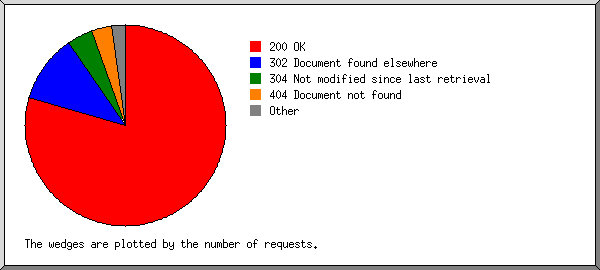 200 OK
302 Document found elsewhere
304 Not modified since last retrieval
404 Document not found
Other
The wedges are plotted by the number of requests.